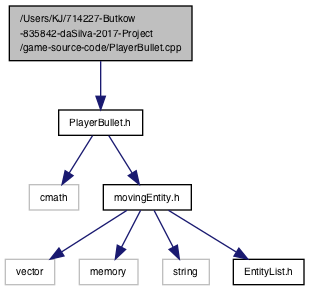 /Users/KJ/714227-Butkow
-835842-daSilva-2017-Project
/game-source-code/PlayerBullet.cpp
PlayerBullet.h
cmath
movingEntity.h
vector
memory
string
EntityList.h